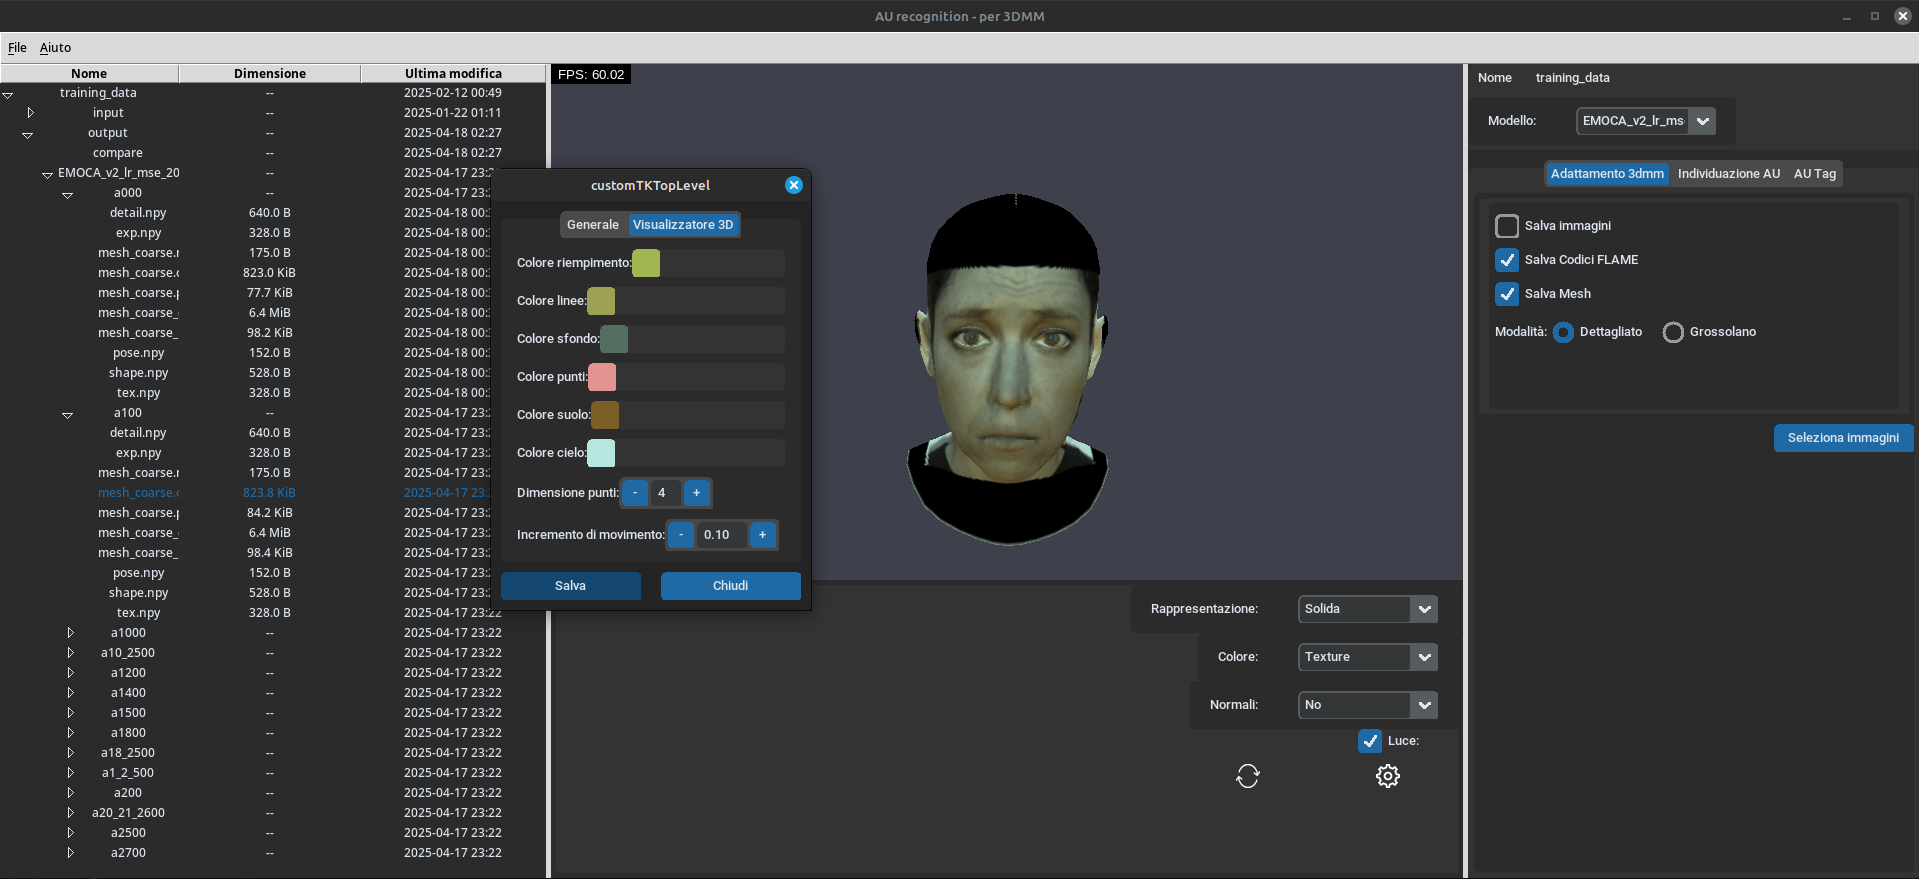 AU recognition - per 3DMM
File Aiuto
Nome Dimensione Ultima modifica
training_data -- 2025-02-12 00:49
input -- 2025-01-22 01:11
output -- 2025-04-18 02:27
compare -- 2025-04-18 02:27
EMOCA_v2_lr_mse_20 -- 2025-04-17 23:2
a000 -- 2025-04-17 23:2
detail.npy 640.0 B 2025-04-18 00:
exp.npy 328.0 B 2025-04-18 00:
mesh_coarse.r 175.0 B 2025-04-18 00:
mesh_coarse.c 823.0 KiB 2025-04-18 00:
mesh_coarse.p 77.7 KiB 2025-04-18 00:
mesh_coarse_ 6.4 MiB 2025-04-18 00:
mesh_coarse_ 98.2 KiB 2025-04-18 00:
pose.npy 152.0 B 2025-04-18 00:
shape.npy 528.0 B 2025-04-18 00:
tex.npy 328.0 B 2025-04-18 00:
a100 -- 2025-04-17 23:2
detail.npy 640.0 B 2025-04-17 23:2
exp.npy 328.0 B 2025-04-17 23:2
mesh_coarse.r 175.0 B 2025-04-17 23:2
mesh_coarse.c 823.8 KiB 2025-04-17 23:2
mesh_coarse.p 84.2 KiB 2025-04-17 23:2
mesh_coarse_ 6.4 MiB 2025-04-17 23:2
mesh_coarse_ 98.4 KiB 2025-04-17 23:2
pose.npy 152.0 B 2025-04-17 23:2
shape.npy 528.0 B 2025-04-17 23:2
tex.npy 328.0 B 2025-04-17 23:22
a1000 -- 2025-04-17 23:22
a10_2500 -- 2025-04-17 23:22
a1200 -- 2025-04-17 23:22
a1400 -- 2025-04-17 23:22
a1500 -- 2025-04-17 23:22
a1800 -- 2025-04-17 23:22
a18_2500 -- 2025-04-17 23:22
a1_2_500 -- 2025-04-17 23:22
a200 -- 2025-04-17 23:22
a20_21_2600 -- 2025-04-17 23:22
a2500 -- 2025-04-17 23:22
a2700 -- 2025-04-17 23:22
FPS: 60.02
customTKTopLevel
Generale Visualizzatore 3D
Colore riempimento:
Colore linee:
Colore sfondo:
Colore punti:
Colore suolo:
Colore cielo:
Dimensione punti: - 4 +
Incremento di movimento: - 0.10 +
Salva Chiudi
Rappresentazione: Solida
Colore: Texture
Normali: No
Luce:
Nome training_data
Modello: EMOCA_v2_lr_ms
Adattamento 3dmm Individuazione AU AU Tag
Salva immagini
Salva Codici FLAME
Salva Mesh
Modalità: Dettagliato Grossolano
Seleziona immagini